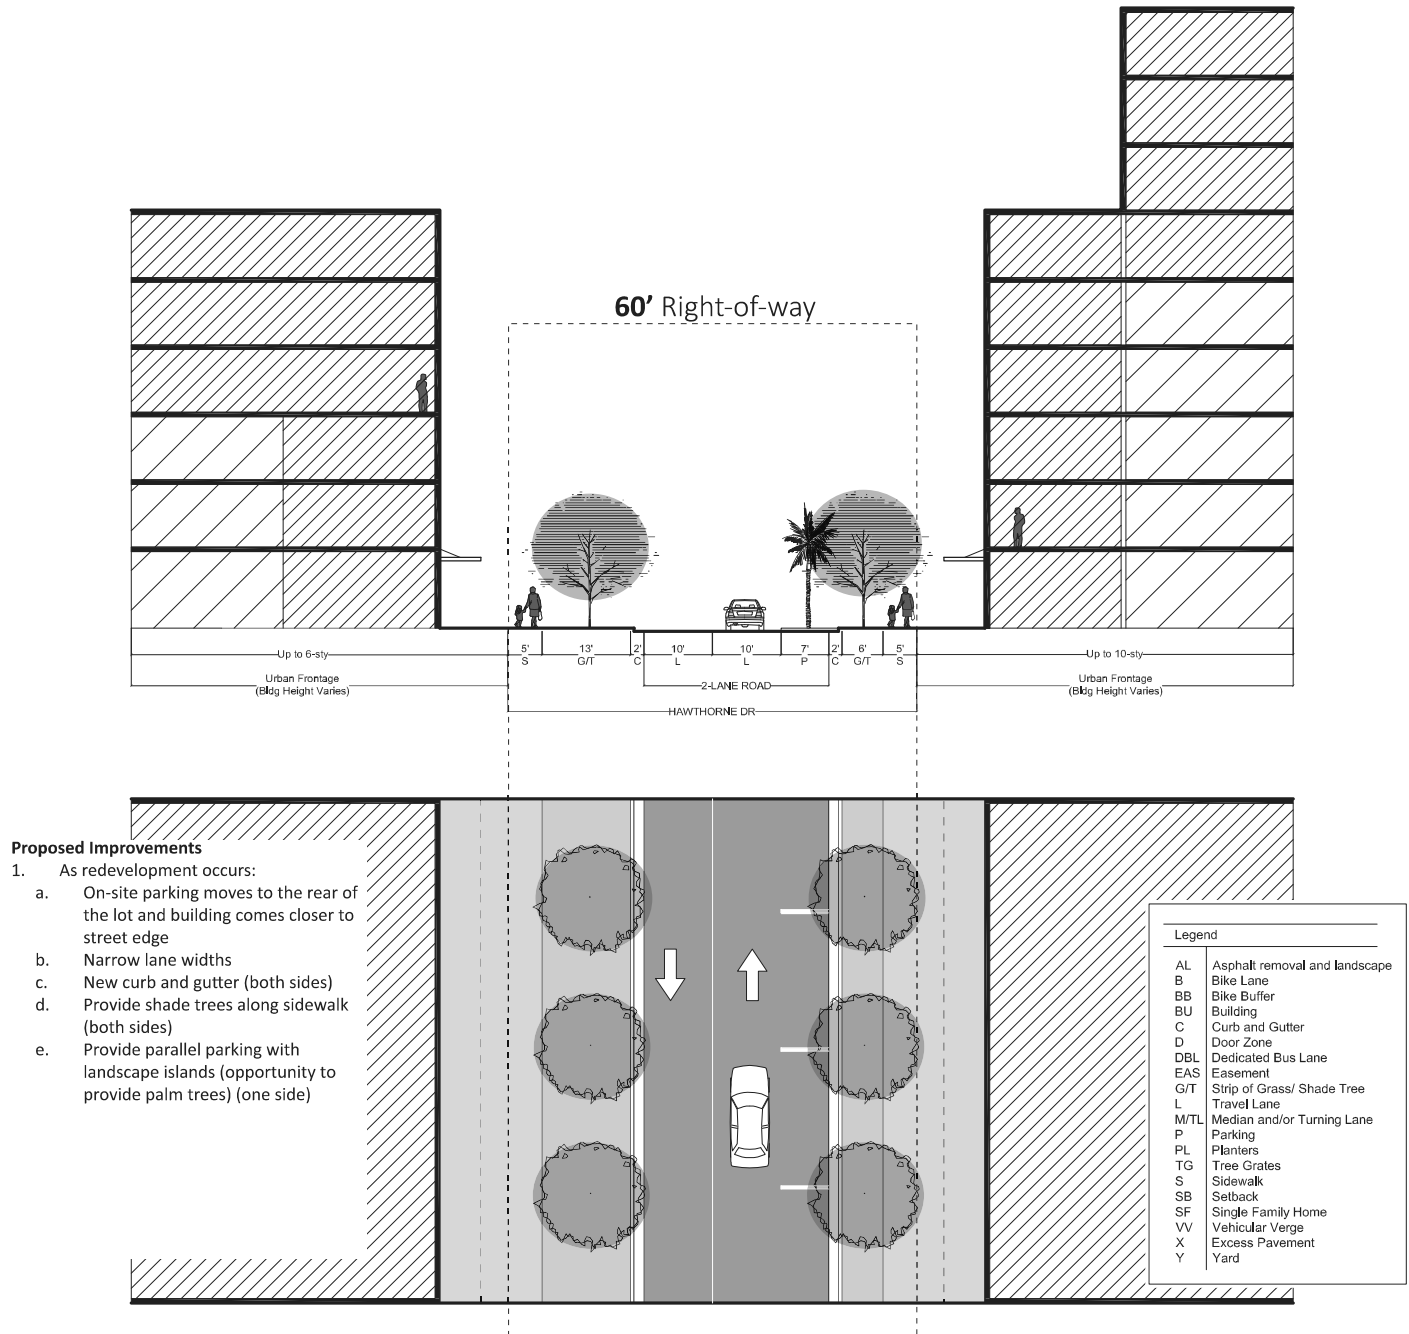 60' Right-of-way
5' 13' 2' 10' 10' 7' 2' 6' 5'
Up to 6-sty S G/T C L L P C G/T S Up to 10-sty
Urban Frontage
(Bldg Height Varies)
2-LANE ROAD
Urban Frontage
(Bldg Height Varies)
HAWTHORNE DR
Proposed Improvements
1. As redevelopment occurs:
a. On-site parking moves to the rear of
the lot and building comes closer to
street edge
b. Narrow lane widths
c. New curb and gutter (both sides)
d. Provide shade trees along sidewalk
(both sides)
e. Provide parallel parking with
landscape islands (opportunity to
provide palm trees) (one side)
Legend
AL Asphalt removal and landscape
B Bike Lane
BB Bike Buffer
BU Building
C Curb and Gutter
D Door Zone
DBL Dedicated Bus Lane
EAS Easement
G/T Strip of Grass/ Shade Tree
L Travel Lane
M/TL Median and/or Turning Lane
P Parking
PL Planters
TG Tree Grates
S Sidewalk
SB Setback
SF Single Family Home
VV Vehicular Verge
X Excess Pavement
Y Yard